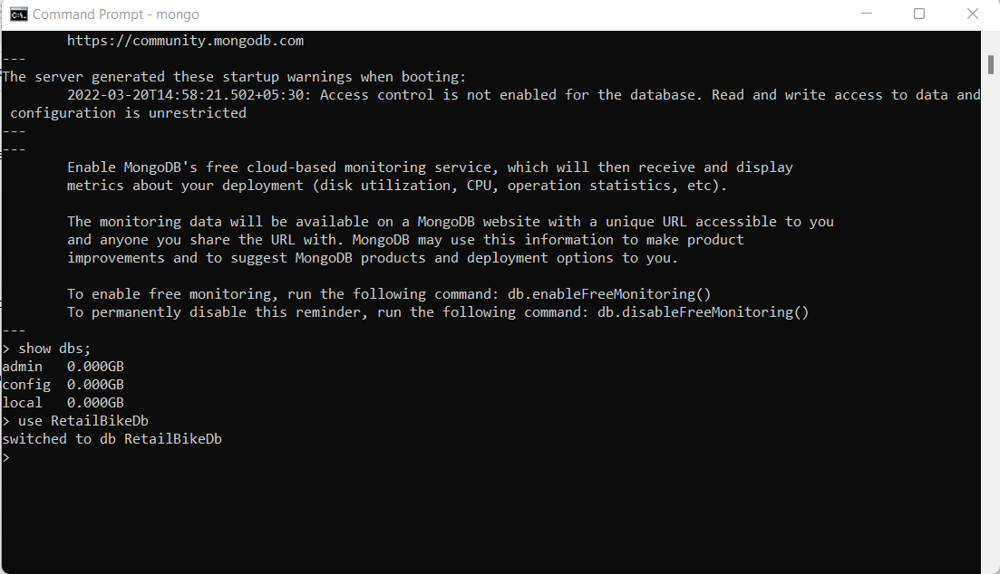 Command Prompt - mongo
https://community.mongodb.com
---
The server generated these startup warnings when booting:
2022-03-20T14:58:21.502+05:30: Access control is not enabled for the database. Read and write access to data and
configuration is unrestricted
---
---
Enable MongoDB's free cloud-based monitoring service, which will then receive and display
metrics about your deployment (disk utilization, CPU, operation statistics, etc).
The monitoring data will be available on a MongoDB website with a unique URL accessible to you
and anyone you share the URL with. MongoDB may use this information to make product
improvements and to suggest MongoDB products and deployment options to you.
To enable free monitoring, run the following command: db.enableFreeMonitoring()
To permanently disable this reminder, run the following command: db.disableFreeMonitoring()
---
> show dbs;
admin   0.000GB
config  0.000GB
local   0.000GB
> use RetailBikeDb
switched to db RetailBikeDb
>